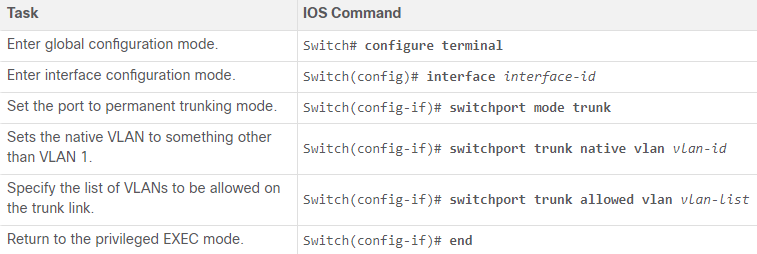 Task IOS Command
Enter global configuration mode. Switch# configure terminal
Enter interface configuration mode. Switch(config)# interface interface-id
Set the port to permanent trunking mode. Switch(config-if)# switchport mode trunk
Sets the native VLAN to something other
than VLAN 1.
Switch(config-if)# switchport trunk native vlan vlan-id
Specify the list of VLANs to be allowed on
the trunk link.
Switch(config-if)# switchport trunk allowed vlan vlan-list
Return to the privileged EXEC mode. Switch(config-if)# end